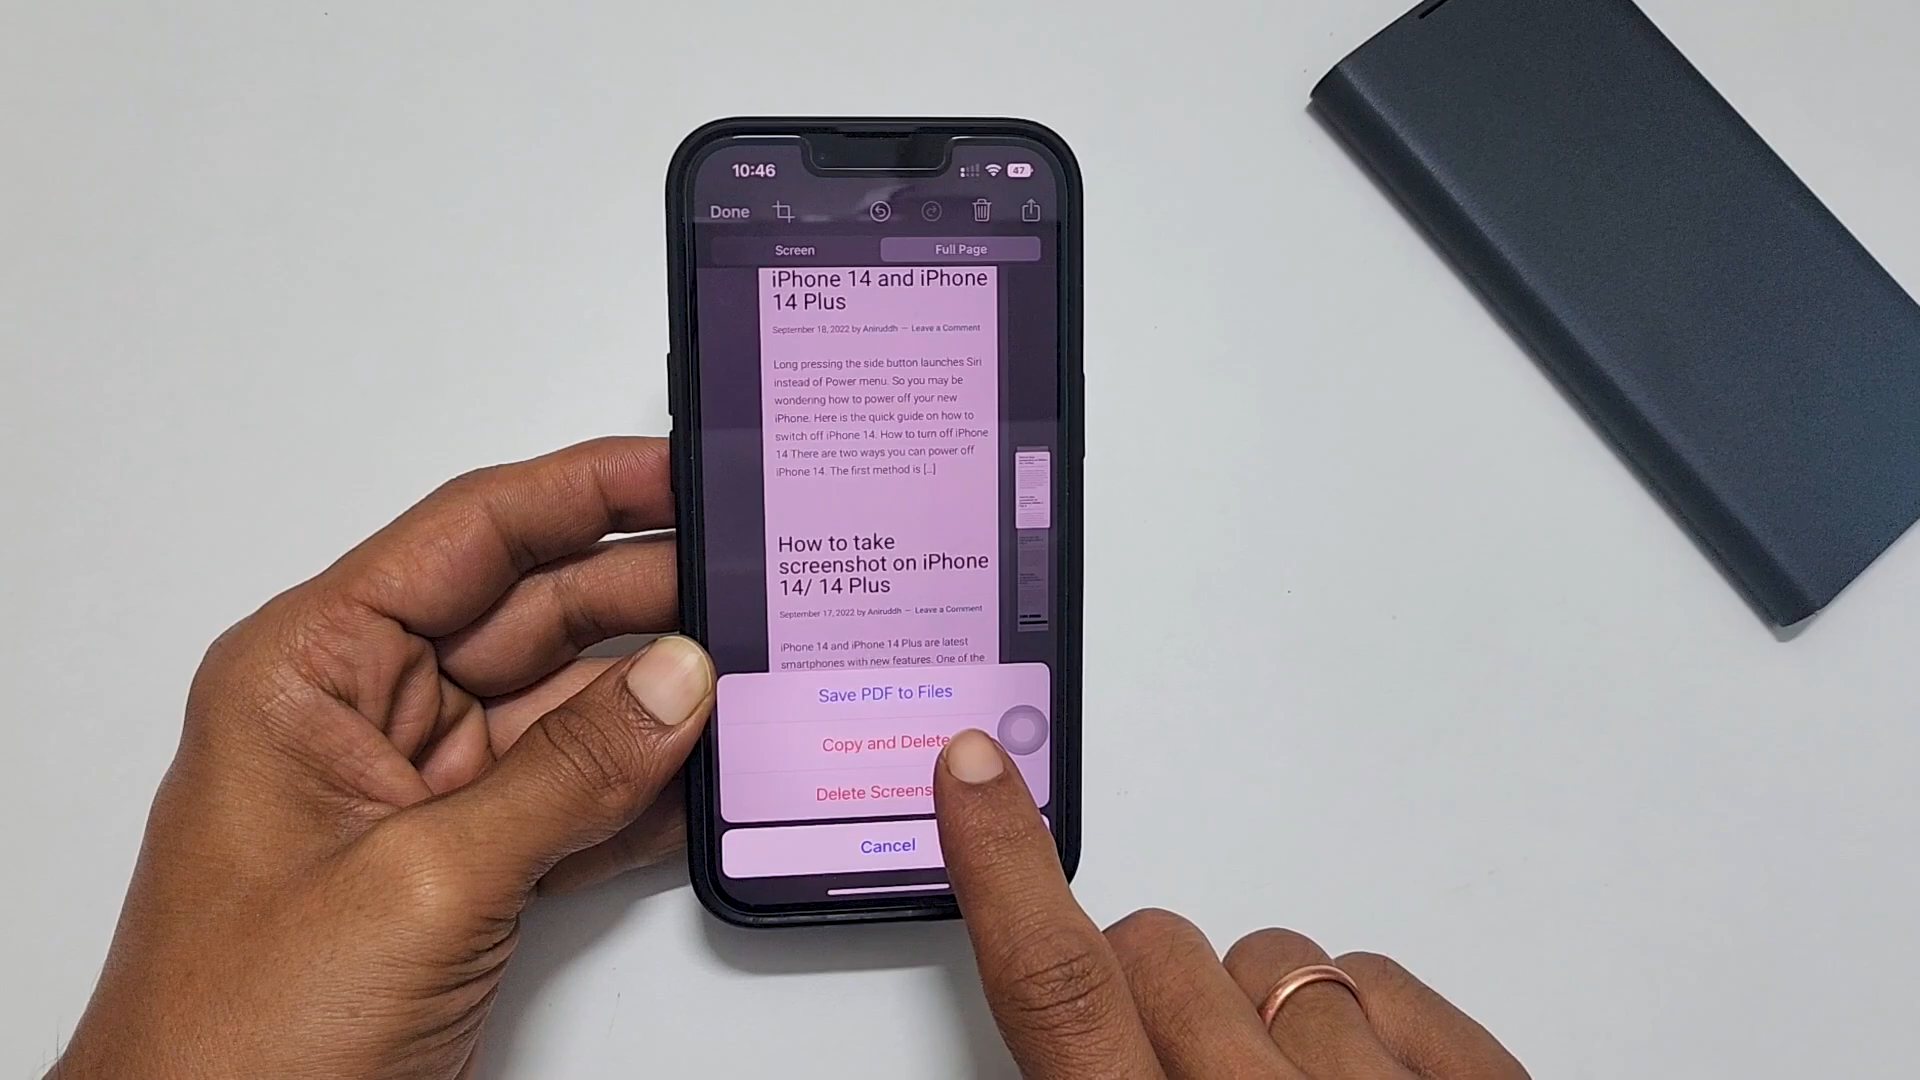 10:46
47
Done
Screen
Full Page
iPhone 14 and iPhone
14 Plus
September 18, 2022 by Aniruddh — Leave a Comment
Long pressing the side button launches Siri
instead of Power menu. So you may be
wondering how to power off your new
iPhone. Here is the quick guide on how to
switch off iPhone 14. How to turn off iPhone
14 There are two ways you can power off
iPhone 14. The first method is [...]
How to take
screenshot on iPhone
14/ 14 Plus
September 17, 2022 by Aniruddh — Leave a Comment
iPhone 14 and iPhone 14 Plus are latest
smartphones with new features. One of the
Save PDF to Files
Copy and Delete
Delete Screens
Cancel